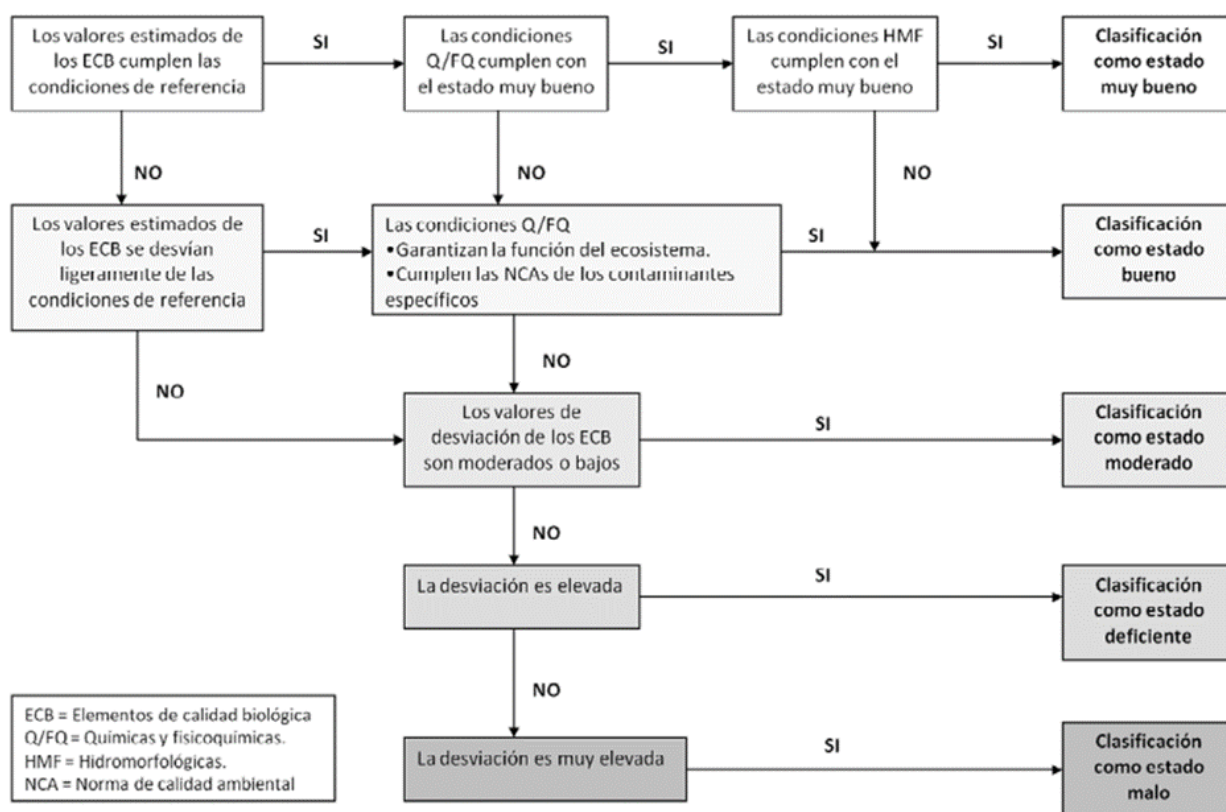 Los valores estimados de
los ECB cumplen las
condiciones de referencia
SI
Las condiciones
Q/FQ cumplen con
el estado muy bueno
SI
Las condiciones HMF
cumplen con el
estado muy bueno
SI
Clasificación
como estado
muy bueno
NO
NO
NO
Los valores estimados de
los ECB se desvían
ligeramente de las
condiciones de referencia
SI
Las condiciones Q/FQ
•Garantizan la función del ecosistema.
•Cumplen las NCAs de los contaminantes
específicos
SI
Clasificación
como estado
bueno
NO
NO
Los valores de
desviación de los ECB
son moderados o bajos
SI
Clasificación
como estado
moderado
NO
La desviación es elevada
SI
Clasificación
como estado
deficiente
NO
La desviación es muy elevada
SI
Clasificación
como estado
malo
ECB = Elementos de calidad biológica
Q/FQ = Químicas y fisicoquímicas.
HMF = Hidromorfológicas.
NCA = Norma de calidad ambiental